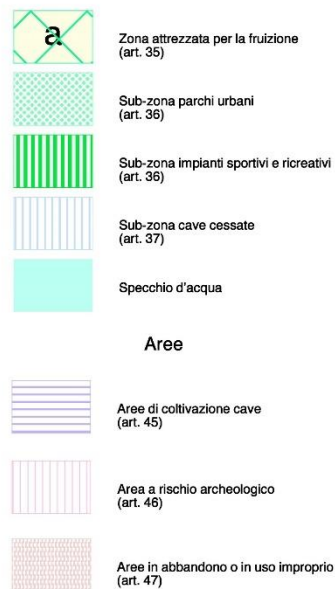 a
Zona attrezzata per la fruizione
(art. 35)
Sub-zona parchi urbani
(art. 36)
Sub-zona impianti sportivi e ricreativi
(art. 36)
Sub-zona cave cessate
(art. 37)
Specchio d'acqua
Aree
Aree di coltivazione cave
(art. 45)
Area a rischio archeologico
(art. 46)
Aree in abbandono o in uso improprio
(art. 47)